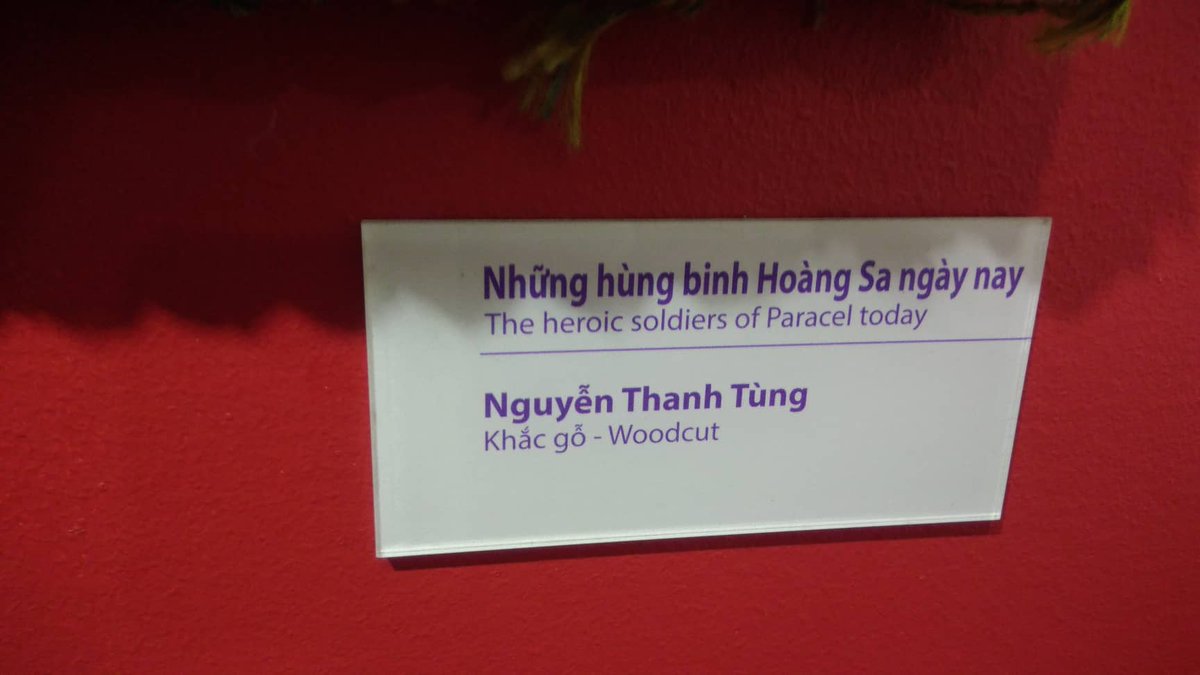 Những hùng binh Hoàng Sa ngày nay
The heroic soldiers of Paracel today
Nguyễn Thanh Tùng
Khắc gỗ - Woodcut